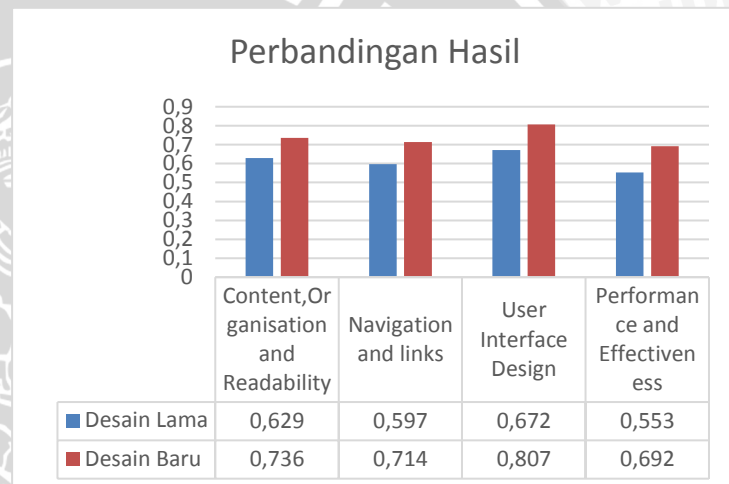 Perbandingan Hasil
0,9
0,8
0,7
0,6
0,5
0,4
0,3
0,2
0,1
0
Content,Or
ganisation
and
Readability
Navigation
and links
User
Interface
Design
Performan
ce and
Effectiven
ess
Desain Lama 0,629 0,597 0,672 0,553
Desain Baru 0,736 0,714 0,807 0,692